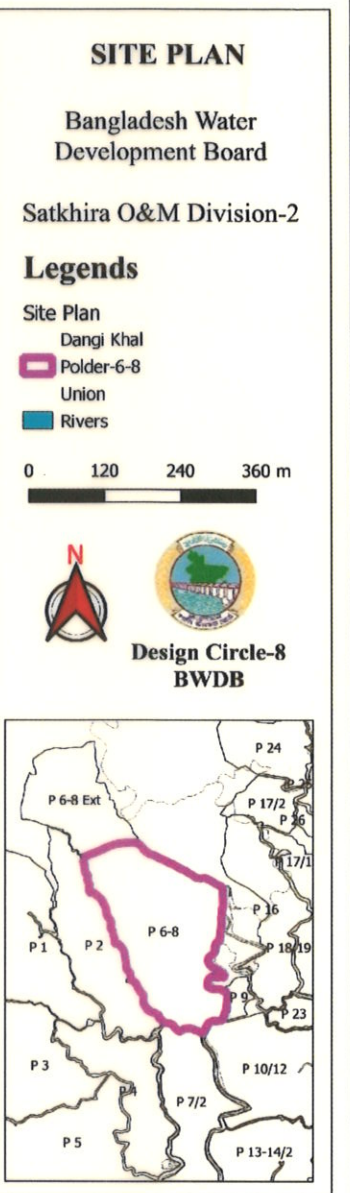 SITE PLAN
Bangladesh Water
Development Board
Satkhira O&M Division-2
Legends
Site Plan
Dangi Khal
Polder-6-8
Union
Rivers
0 120 240 360 m
N
Design Circle-8
BWDB
P 24
P 6-8 Ext
P 17/2
P 26
17/1
P 16
P 6-8
P 1
P 2
P 18/19
P 9
P 23
P 3
P 10/12
P 7/2
P 5
P 13-14/2